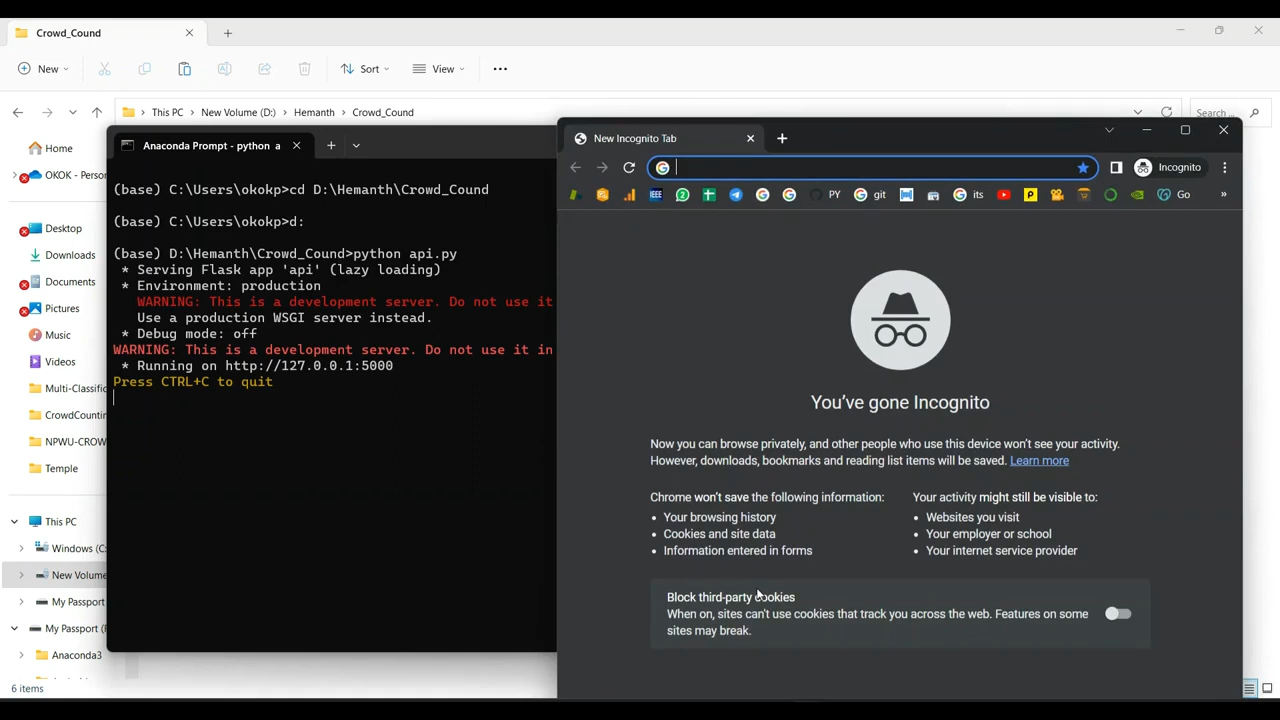 Crowd_Cound
New
Sort
View
This PC > New Volume (D:) > Hemanth > Crowd_Cound
Search
Home
OKOK - Person
Desktop
Downloads
Documents
Pictures
Music
Videos
Multi-Classific
CrowdCountin
NPWU-CROW
Temple
This PC
Windows (C:
New Volume
My Passport
My Passport (
Anaconda3
6 items
Anaconda Prompt - python a
(base) C:\Users\okokp>cd D:\Hemanth\Crowd_Cound
(base) C:\Users\okokp>d:
(base) D:\Hemanth\Crowd_Cound>python api.py
* Serving Flask app 'api' (lazy loading)
* Environment: production
WARNING: This is a development server. Do not use it
Use a production WSGI server instead.
* Debug mode: off
WARNING: This is a development server. Do not use it in
* Running on http://127.0.0.1:5000
Press CTRL+C to quit
New Incognito Tab
Incognito
IEEE PY git its Go »
You've gone Incognito
Now you can browse privately, and other people who use this device won't see your activity.
However, downloads, bookmarks and reading list items will be saved. Learn more
Chrome won't save the following information:
• Your browsing history
• Cookies and site data
• Information entered in forms
Your activity might still be visible to:
• Websites you visit
• Your employer or school
• Your internet service provider
Block third-party cookies
When on, sites can't use cookies that track you across the web. Features on some
sites may break.